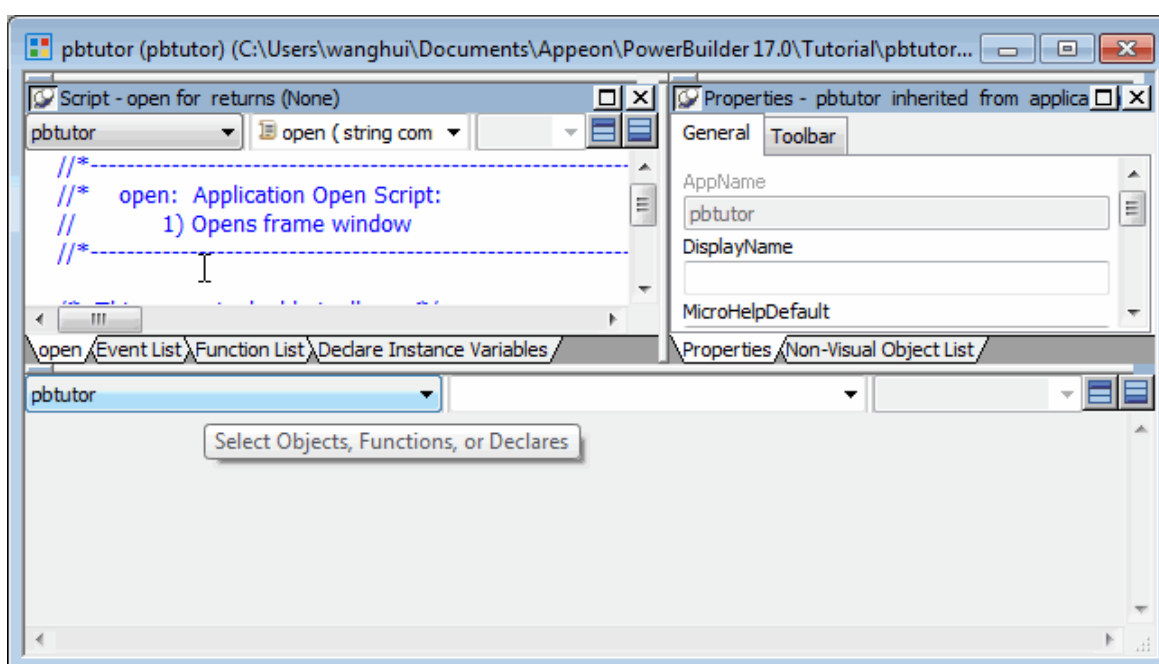 pbtutor (pbtutor) (C:\Users\wanghui\Documents\Appeon\PowerBuilder 17.0\Tutorial\pbtutor...
Script - open for returns (None)
pbtutor
open ( string com
//*-----------------------------------------------------------
//* open: Application Open Script:
// 1) Opens frame window
//*-----------------------------------------------------------
open
Event List
Function List
Declare Instance Variables
Properties - pbtutor inherited from applica
General
Toolbar
AppName
pbtutor
DisplayName
MicroHelpDefault
Properties
Non-Visual Object List
pbtutor
Select Objects, Functions, or Declares